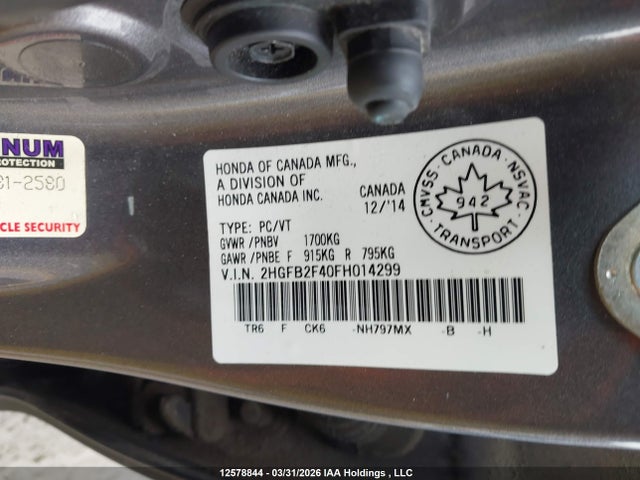 NUM
ROTECTION
31-2580
CLE SECURITY
HONDA OF CANADA MFG.,
A DIVISION OF
HONDA CANADA INC.
CANADA
12/'14
TYPE: PC/VT
GVWR/PNBV 1700KG
GAWR/PNBE F 915KG R 795KG
V.I.N. 2HGFB2F40FH014299
TR6 F CK6 -NH797MX -B -H
CMVSS·CANADA·NSVAC
942
·TRANSPORT·
12578844 - 03/31/2026 IAA Holdings , LLC